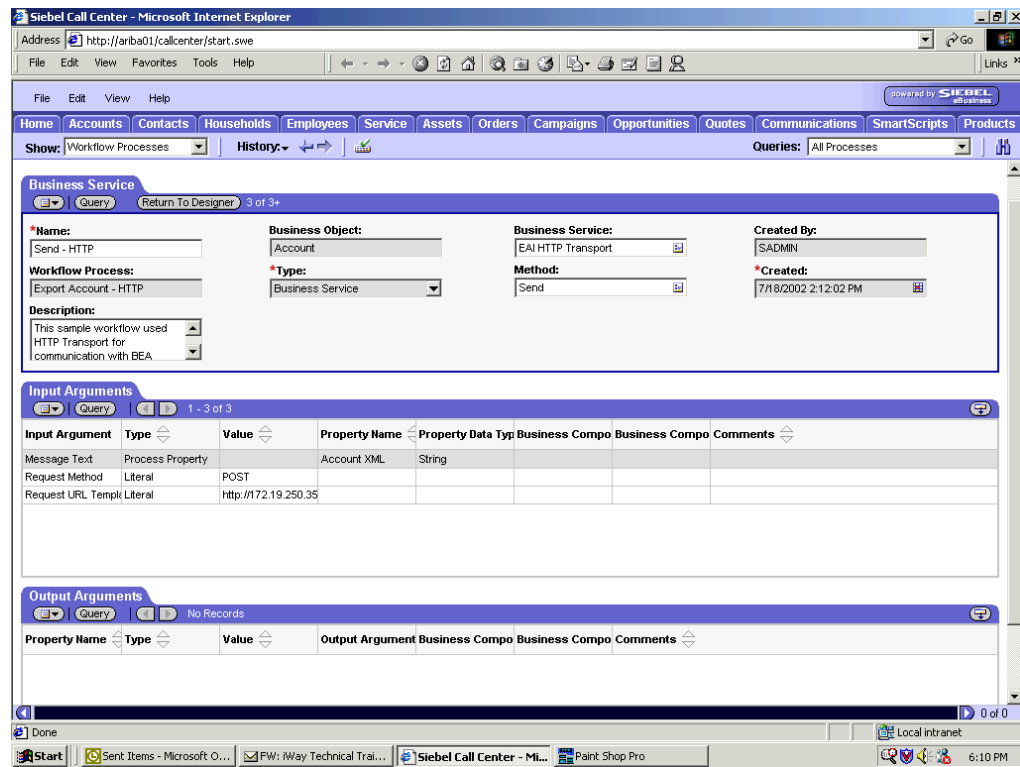 Siebel Call Center - Microsoft Internet Explorer
Address http://ariba01/callcenter/start.swe Go
File Edit View Favorites Tools Help Links »
File Edit View Help powered by SIEBEL eBusiness
Home Accounts Contacts Households Employees Service Assets Orders Campaigns Opportunities Quotes Communications SmartScripts Products
Show: Workflow Processes History: Queries: All Processes
Business Service
Query Return To Designer 3 of 3+
*Name: Business Object: Business Service: Created By:
Send - HTTP Account EAI HTTP Transport SADMIN
Workflow Process: *Type: Method: *Created:
Export Account - HTTP Business Service Send 7/18/2002 2:12:02 PM
Description:
This sample workflow used
HTTP Transport for
communication with BEA
Input Arguments
Query 1 - 3 of 3
Input Argument Type Value Property Name Property Data Typ Business Compo Business Compo Comments
Message Text Process Property Account XML String
Request Method Literal POST
Request URL Templa Literal http://172.19.250.35
Output Arguments
Query No Records
Property Name Type Value Output Argument Business Compo Business Compo Comments
0 of 0
Done Local intranet
Start Sent Items - Microsoft O... FW: iWay Technical Trai... Siebel Call Center - Mi... Paint Shop Pro 6:10 PM